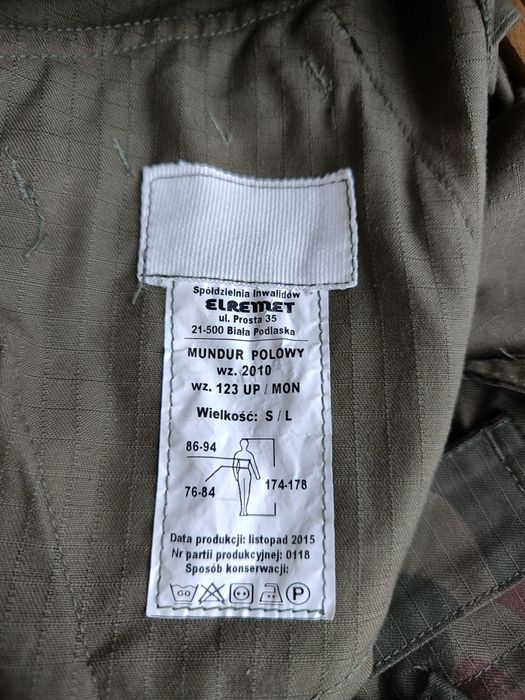 Spółdzielnia Inwalidów
ELREMET
ul. Prosta 35
21-500 Biała Podlaska
MUNDUR POLOWY
wz. 2010
wz. 123 UP / MON
Wielkość: S / L
86-94
174-178
76-84
Data produkcji: listopad 2015
Nr partii produkcyjnej: 0118
Sposób konserwacji:
60 P